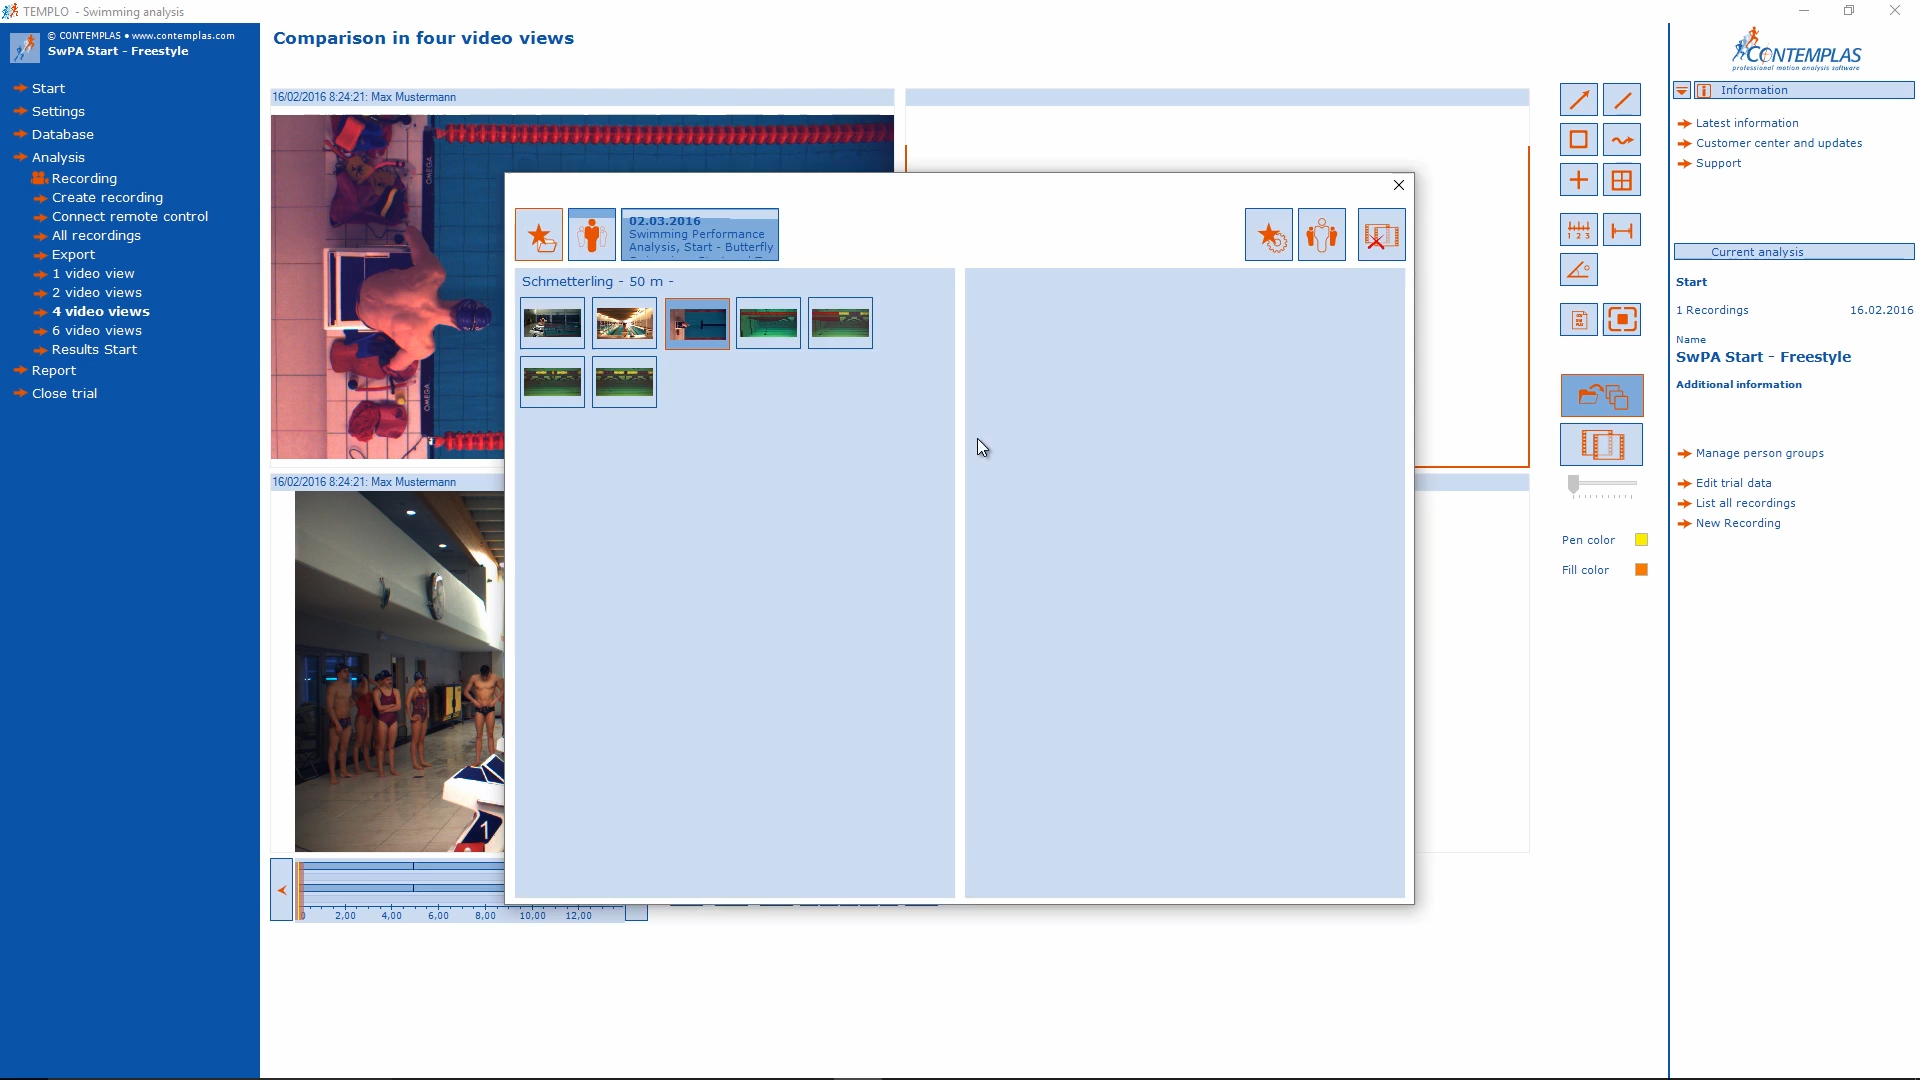 TEMPLO - Swimming analysis
© CONTEMPLAS • www.contemplas.com
SwPA Start - Freestyle
Start
Settings
Database
Analysis
Recording
Create recording
Connect remote control
All recordings
Export
1 video view
2 video views
4 video views
6 video views
Results Start
Report
Close trial
Comparison in four video views
16/02/2016 8:24:21: Max Mustermann
OMEGA
OMEGA
16/02/2016 8:24:21: Max Mustermann
1
2,00 4,00 6,00 8,00 10,00 12,00
02.03.2016
Swimming Performance
Analysis, Start - Butterfly
Schmetterling - 50 m -
1 2 3
Pen color
Fill color
CONTEMPLAS
professional motion analysis software
Information
Latest information
Customer center and updates
Support
Current analysis
Start
1 Recordings 16.02.2016
Name
SwPA Start - Freestyle
Additional information
Manage person groups
Edit trial data
List all recordings
New Recording